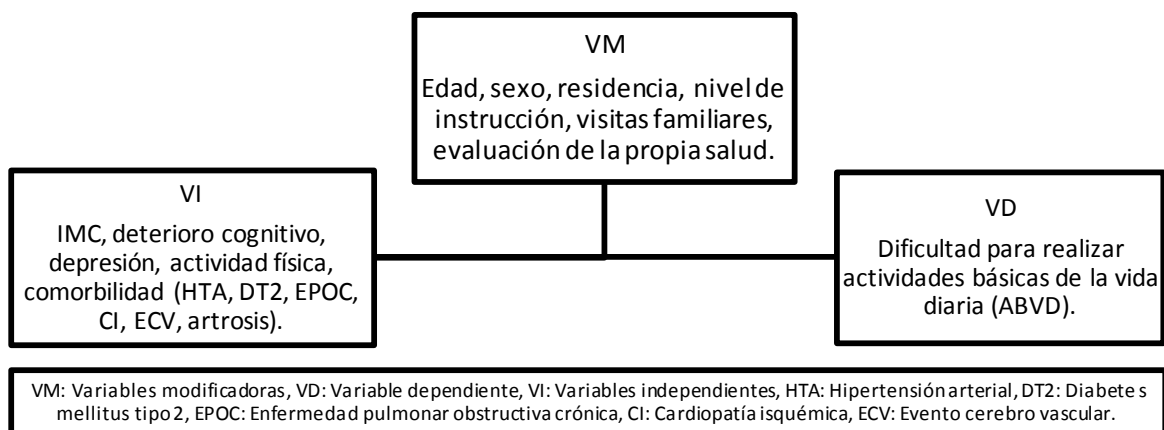 VM
Edad, sexo, residencia, nivel de
instrucción, visitas familiares,
evaluación de la propia salud.
VI
IMC, deterioro cognitivo,
depresión, actividad física,
comorbilidad (HTA, DT2, EPOC,
CI, ECV, artrosis).
VD
Dificultad para realizar
actividades básicas de la vida
diaria (ABVD).
VM: Variables modificadoras, VD: Variable dependiente, VI: Variables independientes, HTA: Hipertensión arterial, DT2: Diabete s
mellitus tipo 2, EPOC: Enfermedad pulmonar obstructiva crónica, CI: Cardiopatía isquémica, ECV: Evento cerebro vascular.